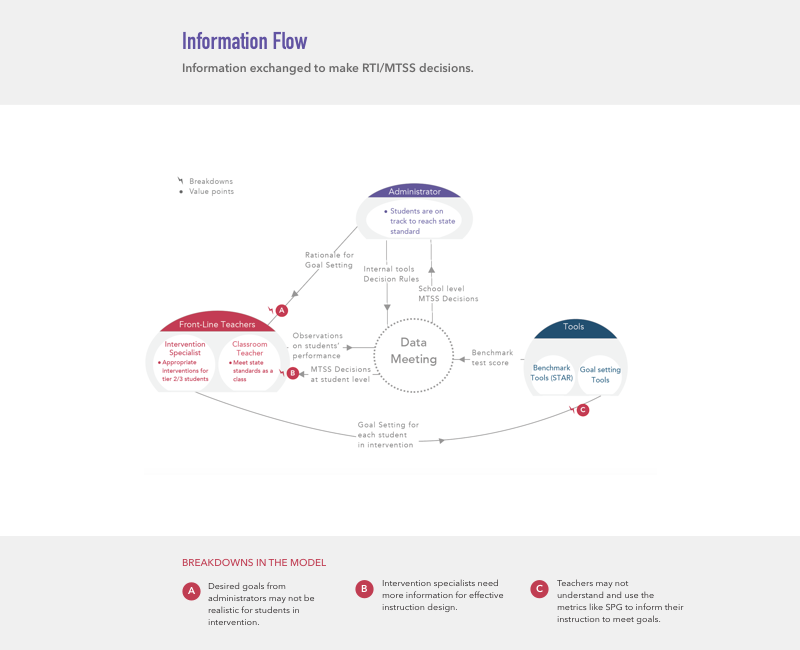 Information Flow
Information exchanged to make RTI/MTSS decisions.
Breakdowns
• Value points
Administrator
• Students are on
track to reach state
standard
Rationale for
Goal Setting
Internal tools
Decision Rules
School level
MTSS Decisions
A
Front-Line Teachers
Intervention
Specialist
• Appropriate
interventions for
tier 2/3 students
Classroom
Teacher
• Meet state
standards as a
class
Observations
on students'
performance
B
MTSS Decisions
at student level
Data
Meeting
Benchmark
test score
Tools
Benchmark
Tools (STAR)
Goal setting
Tools
C
Goal Setting for
each student
in intervention
BREAKDOWNS IN THE MODEL
A
Desired goals from
administrators may not be
realistic for students in
intervention.
B
Intervention specialists need
more information for effective
instruction design.
C
Teachers may not
understand and use the
metrics like SPG to inform their
instruction to meet goals.